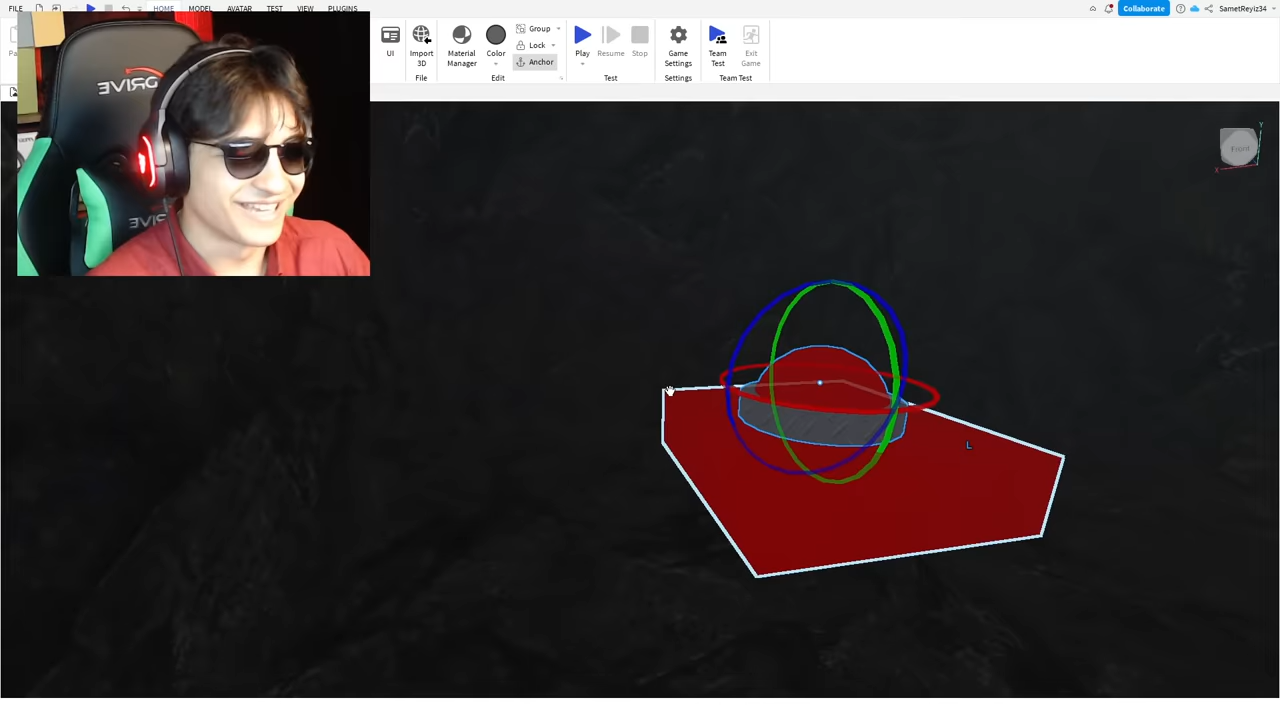 FILE HOME MODEL AVATAR TEST VIEW PLUGINS
Collaborate SametReyiz34
UI
Import
3D
File
Material
Manager
Color
Group
Lock
Anchor
Edit
Play
Resume
Stop
Test
Game
Settings
Settings
Team
Test
Exit
Game
Team Test
DRIVE
DRIVE
Y
Front
X
L